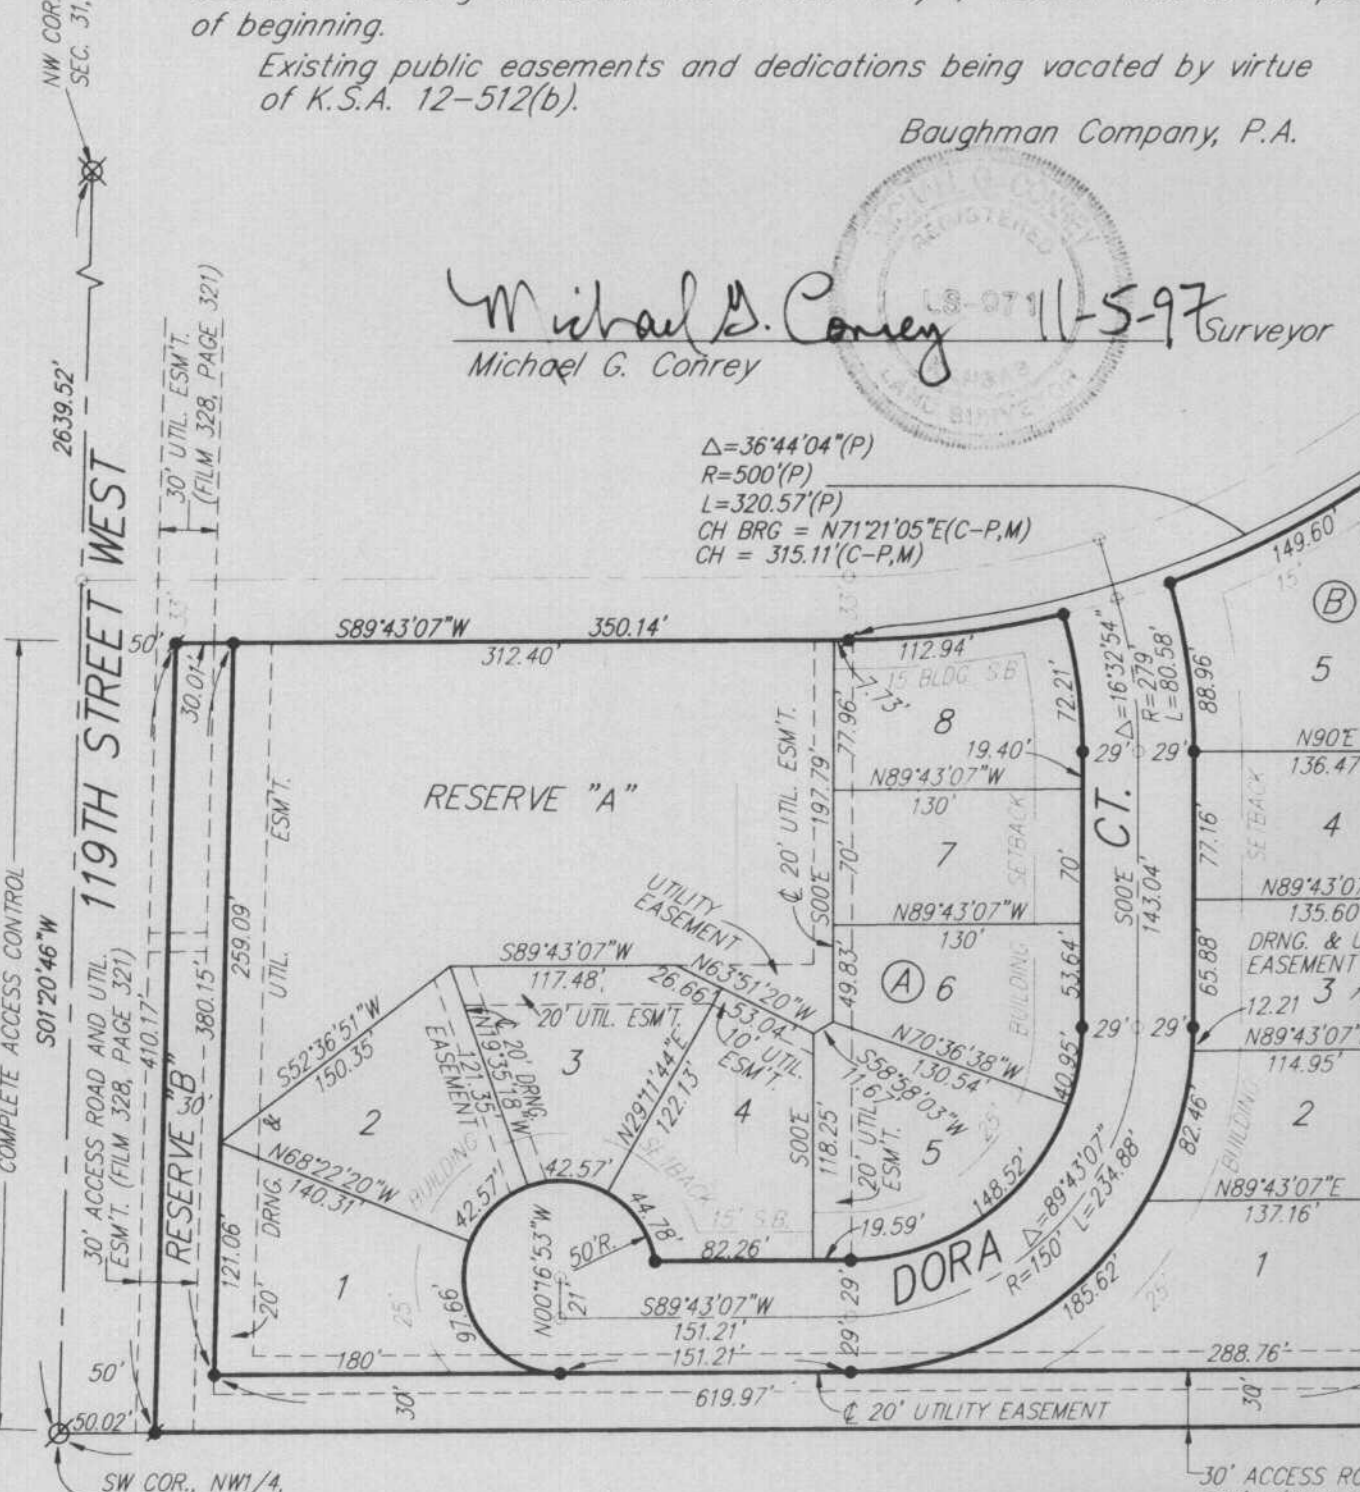 of beginning.
Existing public easements and dedications being vacated by virtue
of K.S.A. 12-512(b).
Baughman Company, P.A.
NW COR.
SEC. 31,
REGISTERED
LS-971
KANSAS
LAND SURVEYOR
Michael G. Conrey 11-5-97 Surveyor
Michael G. Conrey
2639.52'
30' UTIL. ESM'T.
(FILM 328, PAGE 321)
119TH STREET WEST
Δ=36°44'04"(P)
R=500'(P)
L=320.57'(P)
CH BRG = N71°21'05"E(C-P,M)
CH = 315.11'(C-P,M)
149.60'
15'
B
5
33'
33'
50'
S89°43'07"W 350.14'
312.40'
30.01'
112.94'
7.73'
15 BLDG S.B.
8
77.96'
72.21'
19.40'
Δ=16°32'54"
R=279'
L=80.58'
88.96'
29' 29'
N90°E
136.47
N89°43'07"W
130'
RESERVE "A"
℄ 20' UTIL. ESM'T.
S00°E 197.79'
7
70'
70'
BUILDING SETBACK
CT.
S00°E
143.04'
77.16'
SETBACK
4
N89°43'07
135.60
N89°43'07"W
130'
UTILITY
EASEMENT
ESM'T.
UTIL.
&
DRNG.
20'
259.09'
COMPLETE ACCESS CONTROL
S01°20'46"W
30' ACCESS ROAD AND UTIL.
ESM'T. (FILM 328, PAGE 321)
410.17'
RESERVE "B"
380.15'
30'
S89°43'07"W
117.48'
26.66'
N63°51'20"W
53.04'
10' UTIL.
ESM'T.
49.83'
A
6
53.64'
65.88'
DRNG. & U
EASEMENT
3
12.21
29' 29'
N89°43'07"
114.95'
20' UTIL. ESM'T.
S52°36'51"W
150.35'
N19°35'18"W
121.35'
℄ 20' DRNG.
EASEMENT
3
N29°11'44"E
122.13'
4
S58°58'03"W
11.67'
N70°36'38"W
130.54'
40.95'
82.46'
2
BUILDING
N89°43'07"E
137.16'
2
N68°22'20"W
140.31'
BUILDING
SETBACK
15' S.B.
S00°E
118.25'
20' UTIL.
ESM'T.
5
25'
148.52'
42.57'
42.57'
44.78'
50'R.
N00°16'53"W
21'
97.66'
121.06'
1
25'
82.26'
19.59'
29'
29'
DORA
Δ=89°43'07"
R=150' L=234.88'
185.62'
1
25'
S89°43'07"W
151.21'
151.21'
180'
288.76'
50'
30'
619.97'
℄ 20' UTILITY EASEMENT
30'
50.02'
SW COR., NW1/4,
30' ACCESS RO